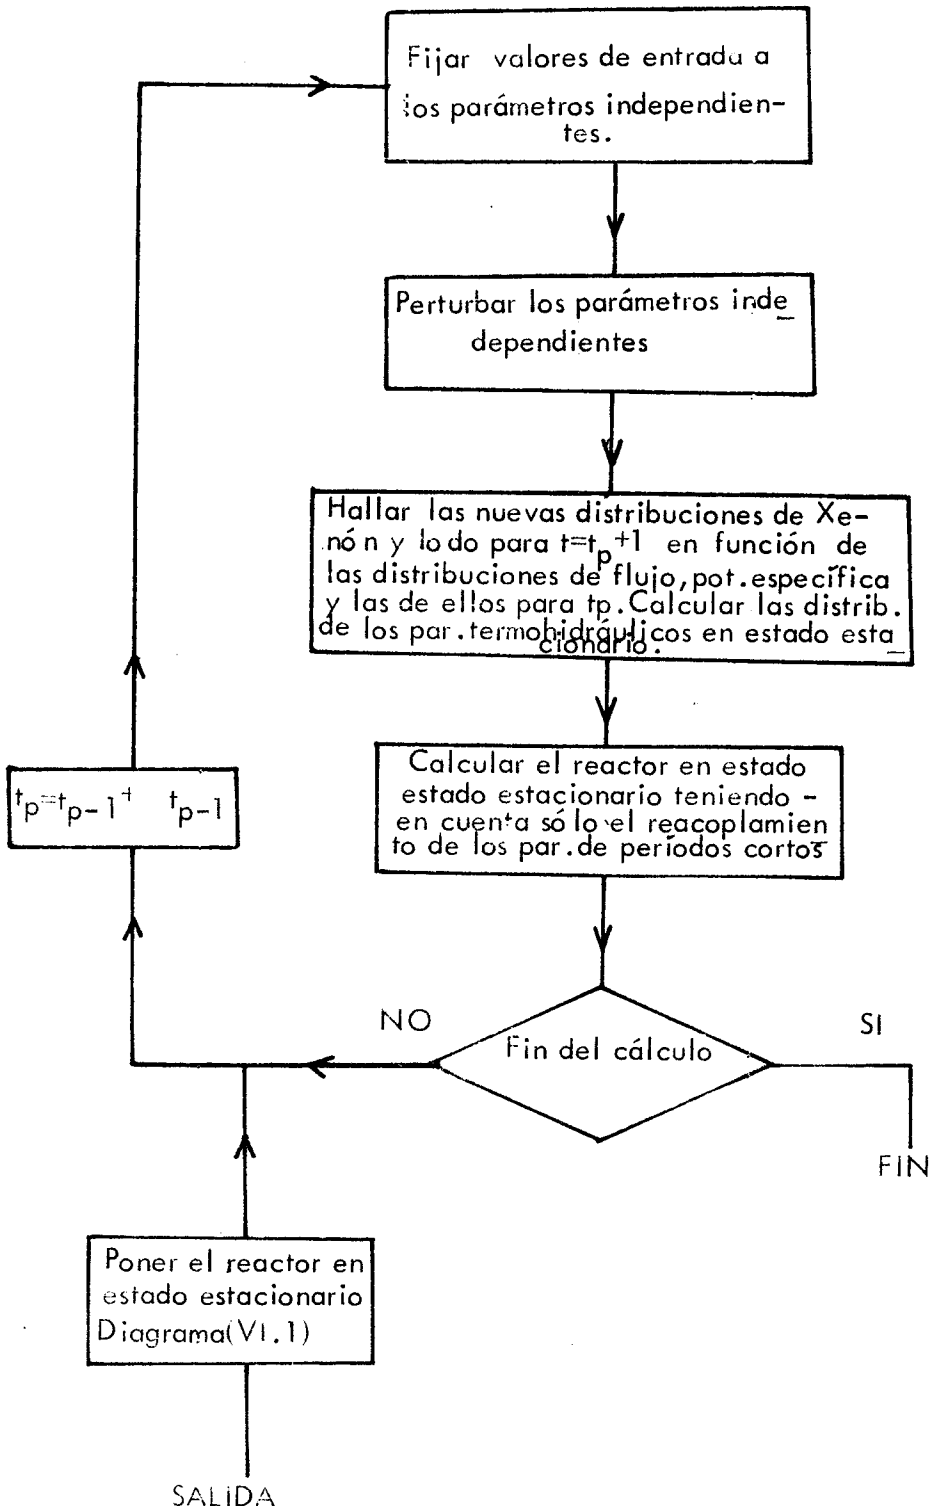 Fijar valores de entrada a
los parámetros independien-
tes.
Perturbar los parámetros inde
dependientes
Hallar las nuevas distribuciones de Xe-
nón y Iodo para t=tp+1 en función de
las distribuciones de flujo, pot. específica
y las de ellos para tp. Calcular las distrib.
de los par. termohidráulicos en estado esta
cionario.
Calcular el reactor en estado
estado estacionario teniendo -
en cuenta sólo el reacoplamien
to de los par. de períodos cortos
tp=tp-1+ tp-1
NO
SI
Fin del cálculo
FIN
Poner el reactor en
estado estacionario
Diagrama(VI.1)
SALIDA